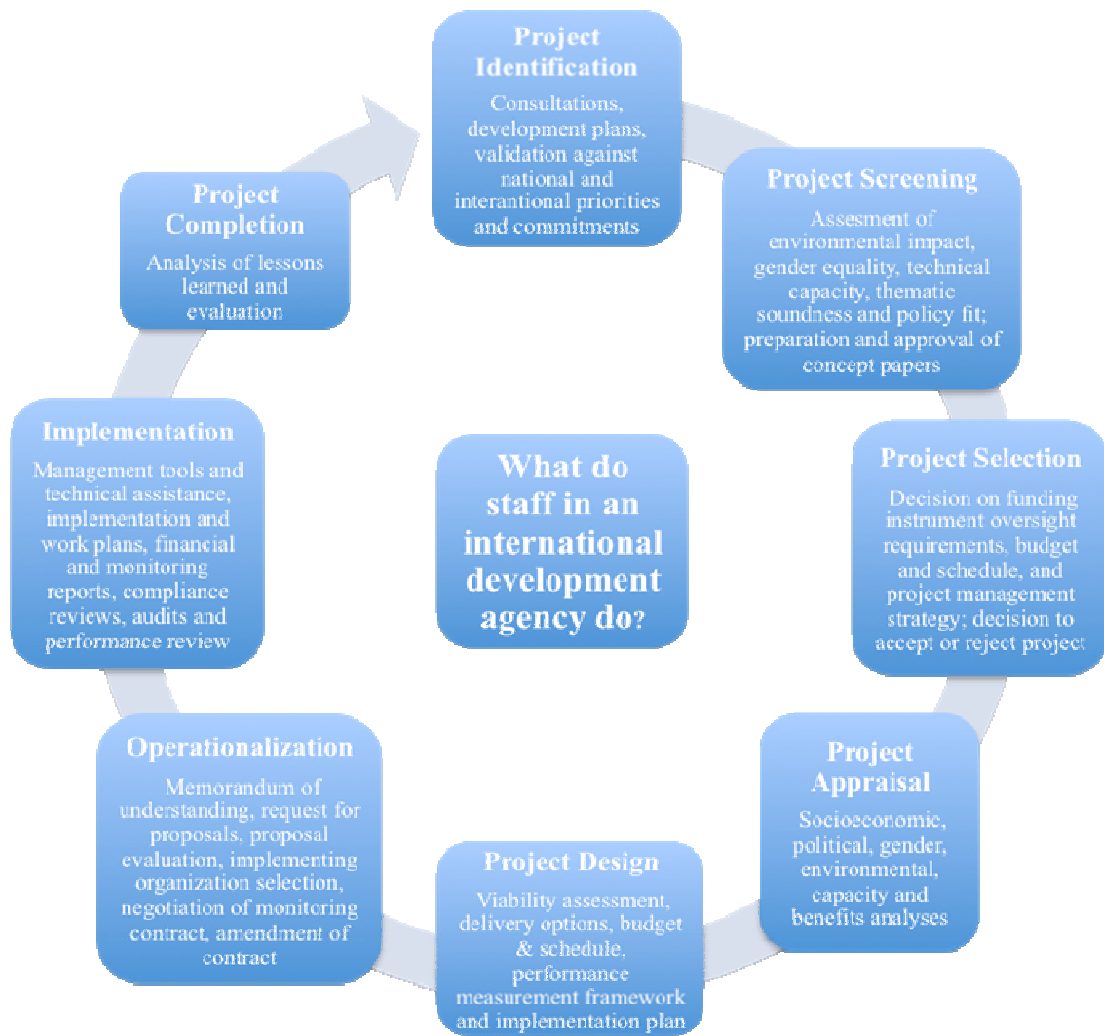 Project
Identification
Consultations,
development plans,
validation against
national and
interantional priorities
and commitments
Project Screening
Assesment of
environmental impact,
gender equality, technical
capacity, thematic
soundness and policy fit;
preparation and approval of
concept papers
Project Selection
Decision on funding
instrument oversight
requirements, budget
and schedule, and
project management
strategy; decision to
accept or reject project
Project
Appraisal
Socioeconomic,
political, gender,
environmental,
capacity and
benefits analyses
Project Design
Viability assessment,
delivery options, budget
& schedule,
performance
measurement framework
and implementation plan
Operationalization
Memorandum of
understanding, request for
proposals, proposal
evaluation, implementing
organization selection,
negotiation of monitoring
contract, amendment of
contract
Implementation
Management tools and
technical assistance,
implementation and
work plans, financial
and monitoring
reports, compliance
reviews, audits and
performance review
Project
Completion
Analysis of lessons
learned and
evaluation
What do
staff in an
international
development
agency do?